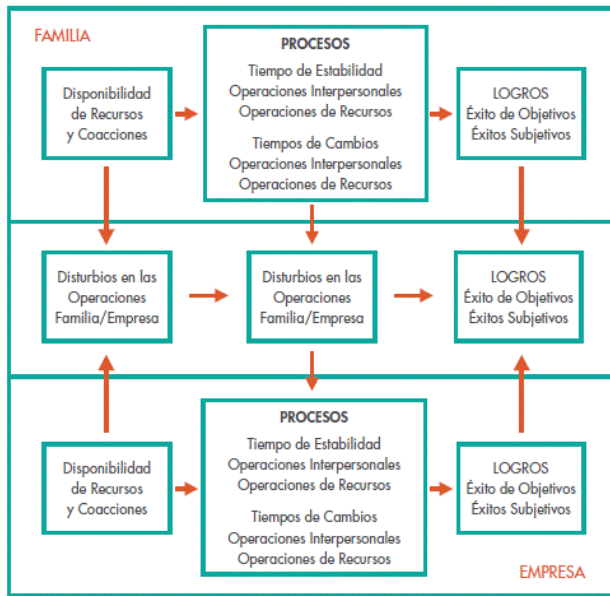 FAMILIA
Disponibilidad
de Recursos
y Coacciones
PROCESOS
Tiempo de Estabilidad
Operaciones Interpersonales
Operaciones de Recursos
Tiempos de Cambios
Operaciones Interpersonales
Operaciones de Recursos
LOGROS
Éxito de Objetivos
Éxitos Subjetivos
Disturbios en las
Operaciones
Familia/Empresa
Disturbios en las
Operaciones
Familia/Empresa
LOGROS
Éxito de Objetivos
Éxitos Subjetivos
Disponibilidad
de Recursos
y Coacciones
PROCESOS
Tiempo de Estabilidad
Operaciones Interpersonales
Operaciones de Recursos
Tiempos de Cambios
Operaciones Interpersonales
Operaciones de Recursos
LOGROS
Éxito de Objetivos
Éxitos Subjetivos
EMPRESA